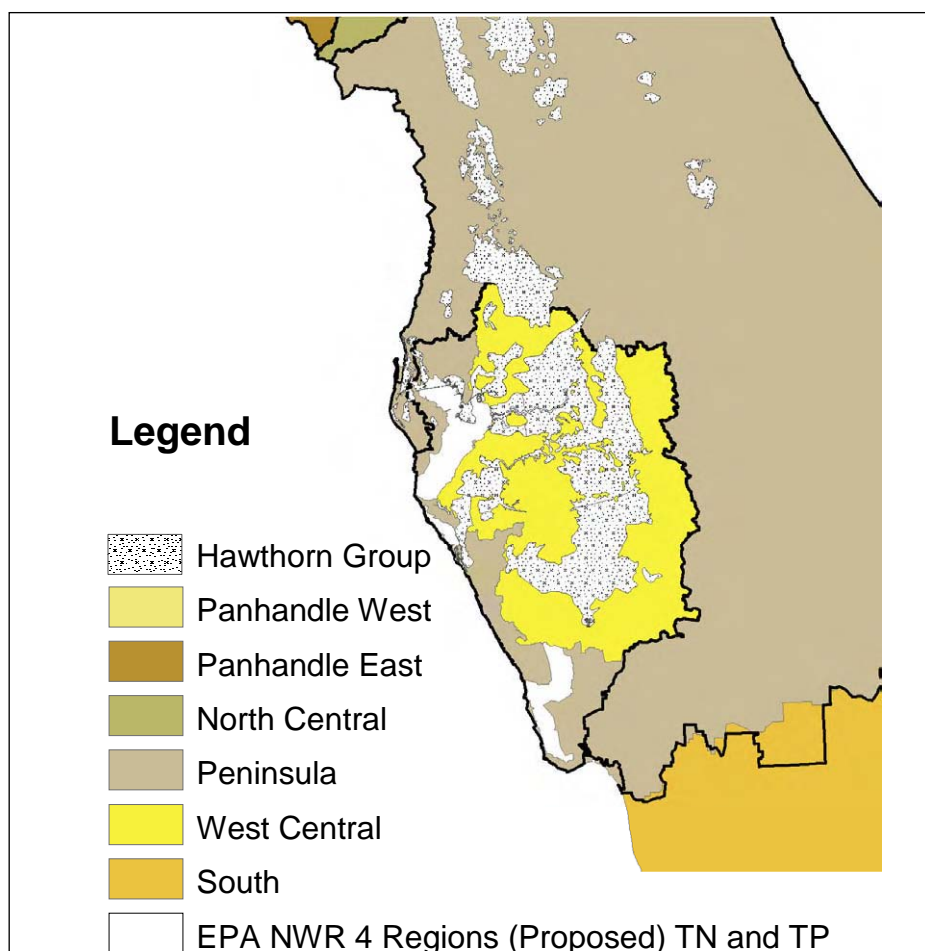 Legend
Hawthorn Group
Panhandle West
Panhandle East
North Central
Peninsula
West Central
South
EPA NWR 4 Regions (Proposed) TN and TP